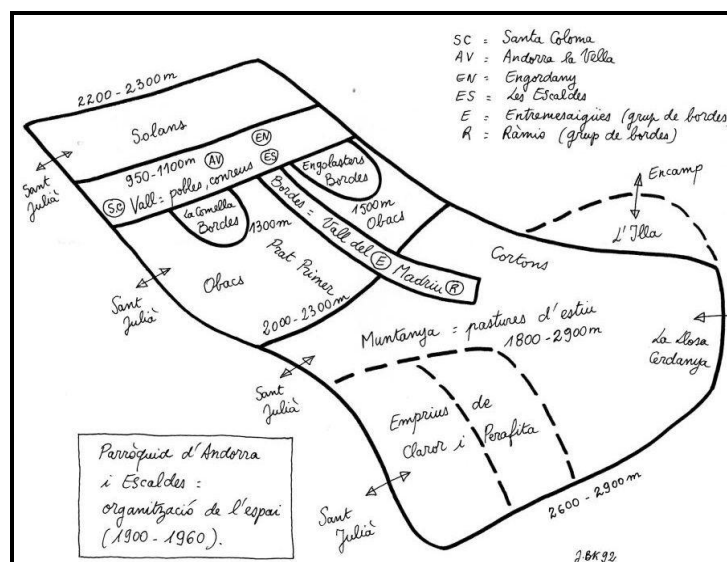 SC = Santa Coloma
AV = Andorra la Vella
EN = Engordany
ES = Les Escaldes
E = Entremesaigües (grup de bordes)
R = Ràmio (grup de bordes)
2200-2300m
Solans
Sant
Julià
EN
950-1100m AV ES
SC Vall = pobles, conreus
Engolasters
Bordes
1500m
Obacs
La Comella
Bordes
1300m
Bordes = Vall del E Madriu R
Prat Primer
Obacs
Sant
Julià
2000-2300m
Encamp
L'Illa
Cortons
Muntanya = pastures d'estiu
1800-2900m
La Llosa
Cerdanya
Sant
Julià
Emprius de
Claror i Perafita
Sant
Julià
2600-2900m
Parròquid d'Andorra
i Escaldes :
organització de l'espai
(1900-1960).
J.BK92